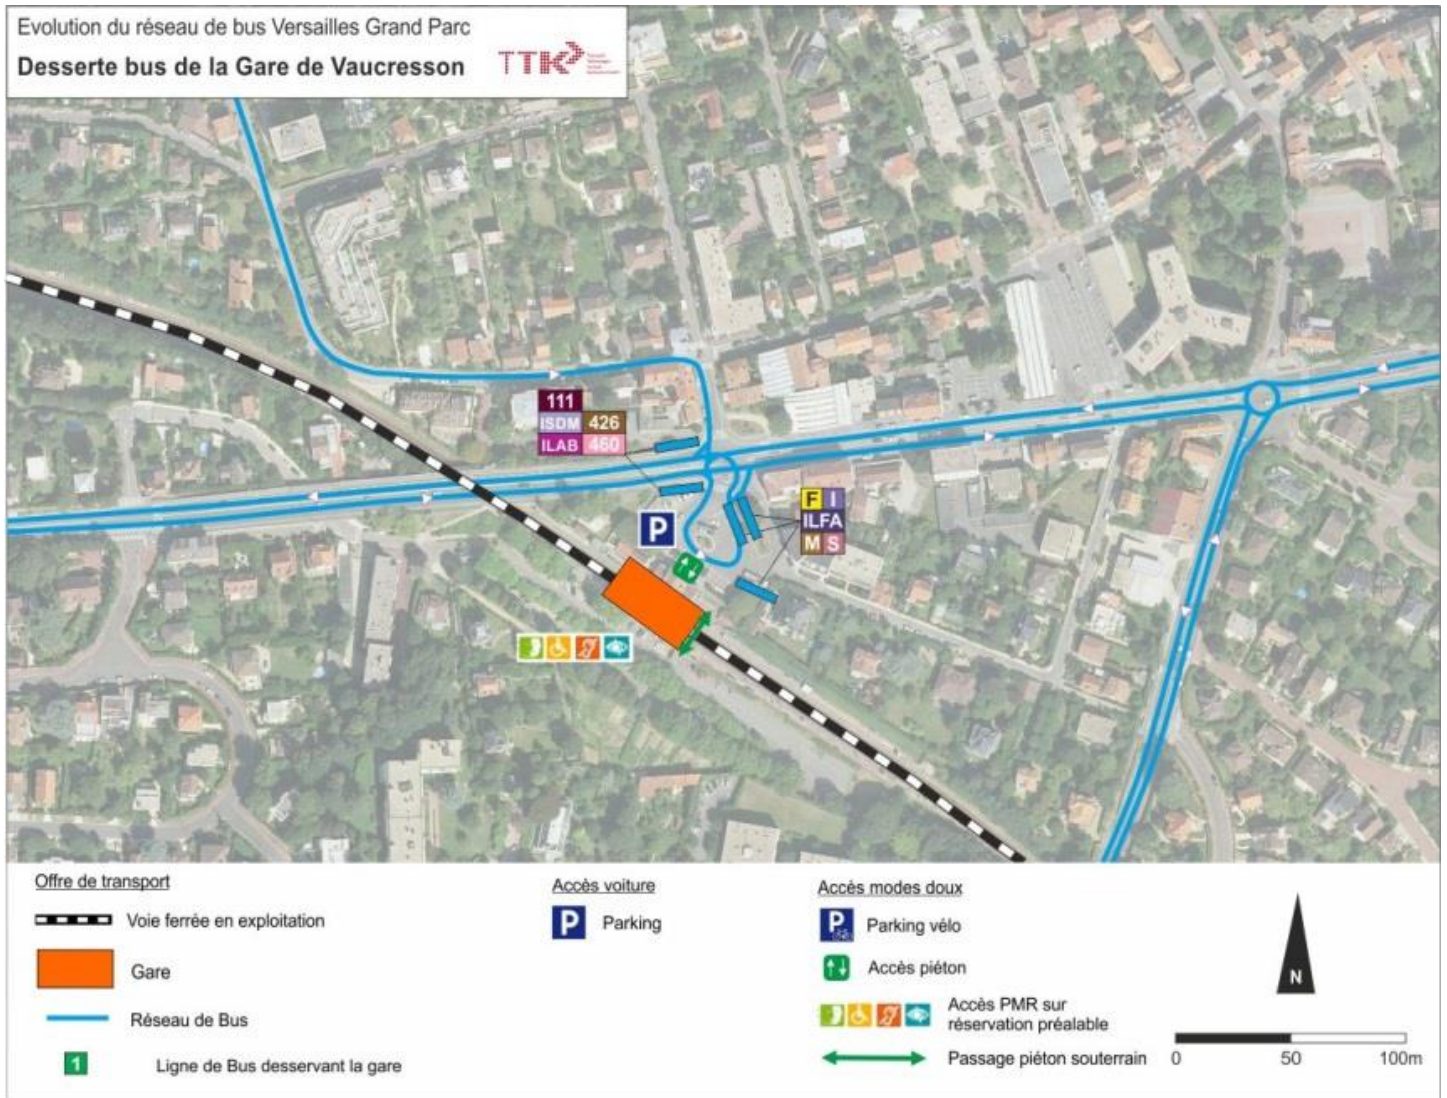 Evolution du réseau de bus Versailles Grand Parc
Desserte bus de la Gare de Vaucresson
TTK
111
ISDM 426
ILAB 460
P
F I
ILFA
M S
Offre de transport
Voie ferrée en exploitation
Gare
Réseau de Bus
1 Ligne de Bus desservant la gare
Accès voiture
P Parking
Accès modes doux
P Parking vélo
Accès piéton
Accès PMR sur
réservation préalable
Passage piéton souterrain
N
0 50 100m